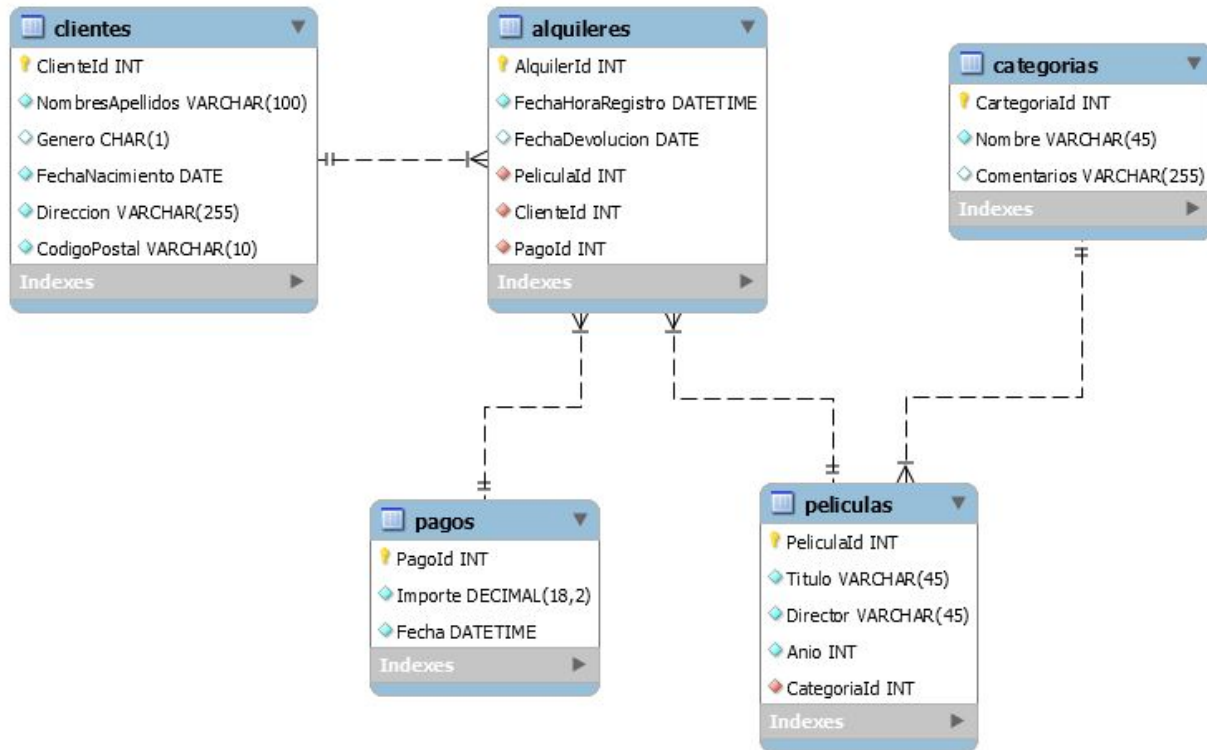 clientes
ClienteId INT
NombresApellidos VARCHAR(100)
Genero CHAR(1)
FechaNacimiento DATE
Direccion VARCHAR(255)
CodigoPostal VARCHAR(10)
Indexes
alquileres
AlquilerId INT
FechaHoraRegistro DATETIME
FechaDevolucion DATE
PeliculaId INT
ClienteId INT
PagoId INT
Indexes
categorias
CartegoriaId INT
Nombre VARCHAR(45)
Comentarios VARCHAR(255)
Indexes
pagos
PagoId INT
Importe DECIMAL(18,2)
Fecha DATETIME
Indexes
peliculas
PeliculaId INT
Titulo VARCHAR(45)
Director VARCHAR(45)
Anio INT
CategoriaId INT
Indexes